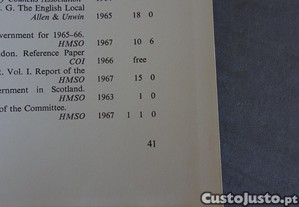 G. The English Local
Allen & Unwin 1965 18 0
vernment for 1965-66.
HMSO 1967 10 6
don. Reference Paper
COI 1966 free
. Vol. I. Report of the
HMSO 1967 15 0
ernment in Scotland.
HMSO 1963 1 0
of the Committee.
HMSO 1967 1 1 0
41
CustoJusto.pt